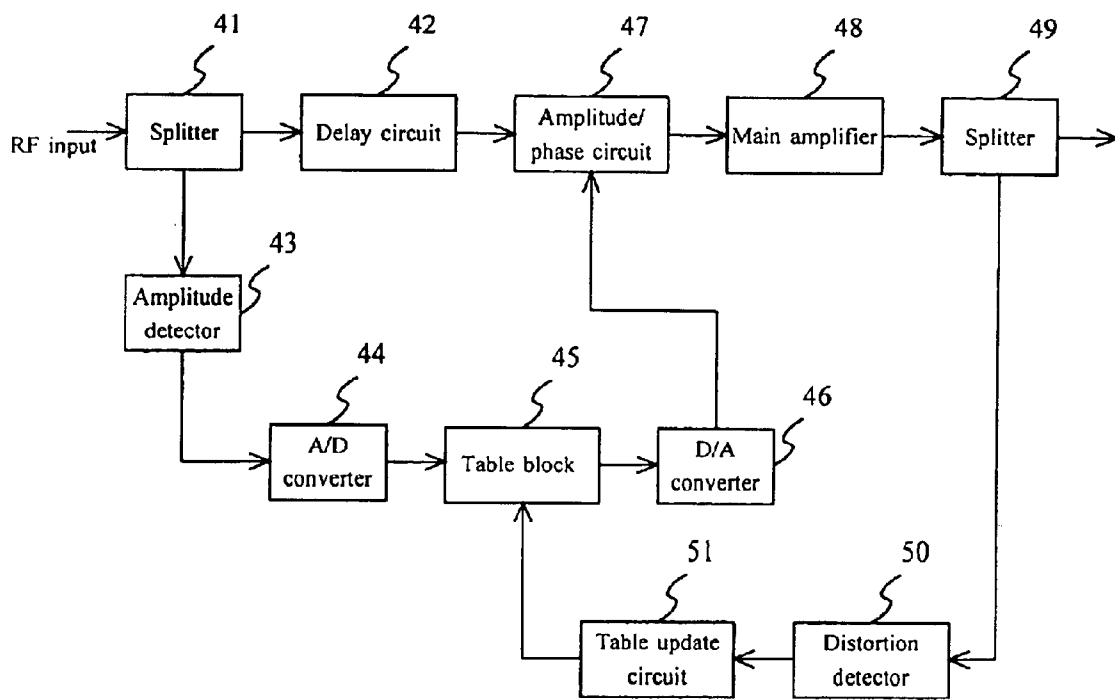 41
42
47
48
49
RF input
Splitter
Delay circuit
Amplitude/
phase circuit
Main amplifier
Splitter
43
Amplitude
detector
44
45
46
A/D
converter
Table block
D/A
converter
51
50
Table update
circuit
Distortion
detector